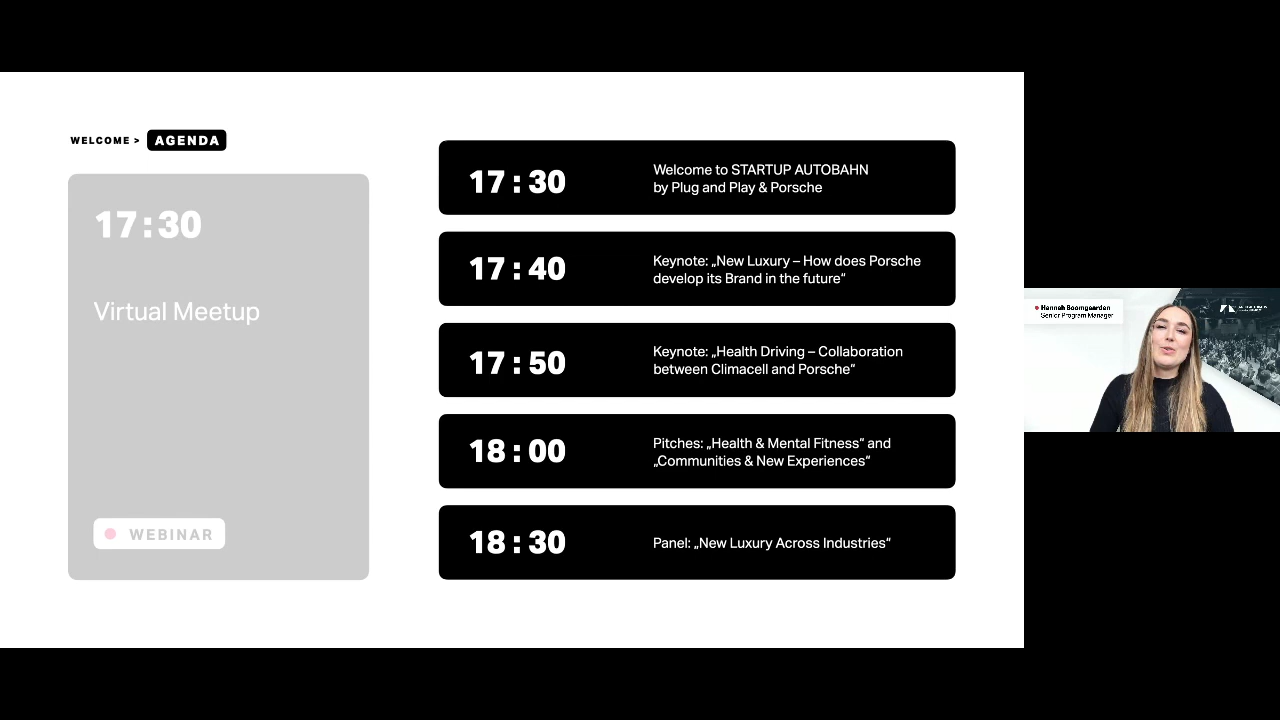 WELCOME > AGENDA
17:30
Virtual Meetup
WEBINAR
17:30
Welcome to STARTUP AUTOBAHN
by Plug and Play & Porsche
17:40
Keynote: „New Luxury – How does Porsche
develop its Brand in the future“
17:50
Keynote: „Health Driving – Collaboration
between Climacell and Porsche“
18:00
Pitches: „Health & Mental Fitness“ and
„Communities & New Experiences“
18:30
Panel: „New Luxury Across Industries“
Hannah Boomgaarden
Senior Program Manager